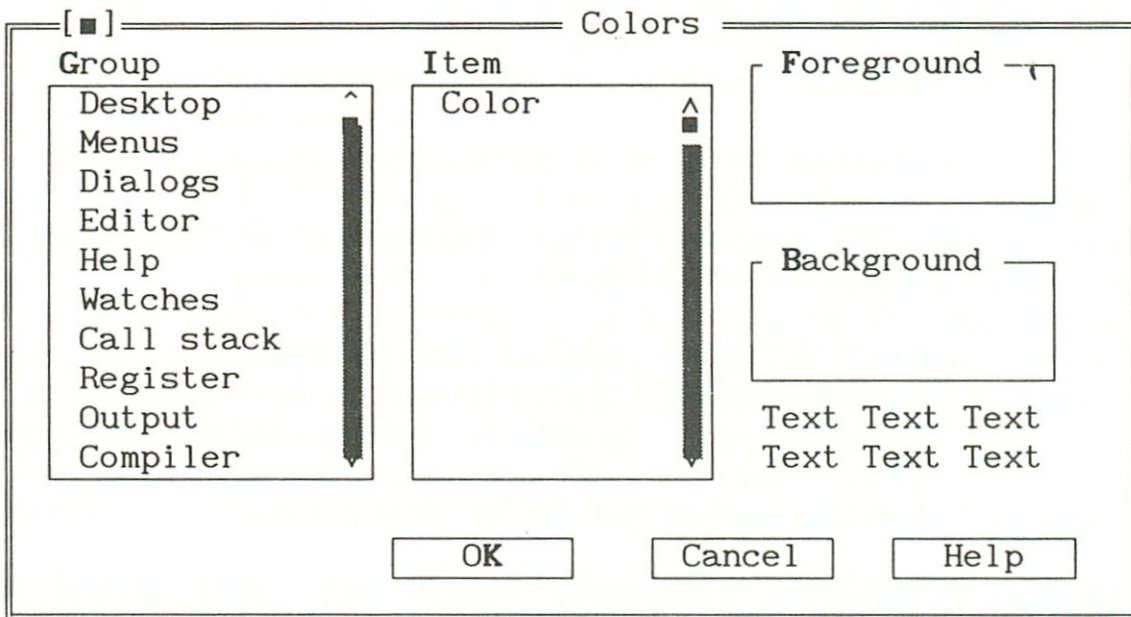 [■] Colors
Group
Desktop
Menus
Dialogs
Editor
Help
Watches
Call stack
Register
Output
Compiler
Item
Color
Foreground
Background
Text Text Text
Text Text Text
OK Cancel Help